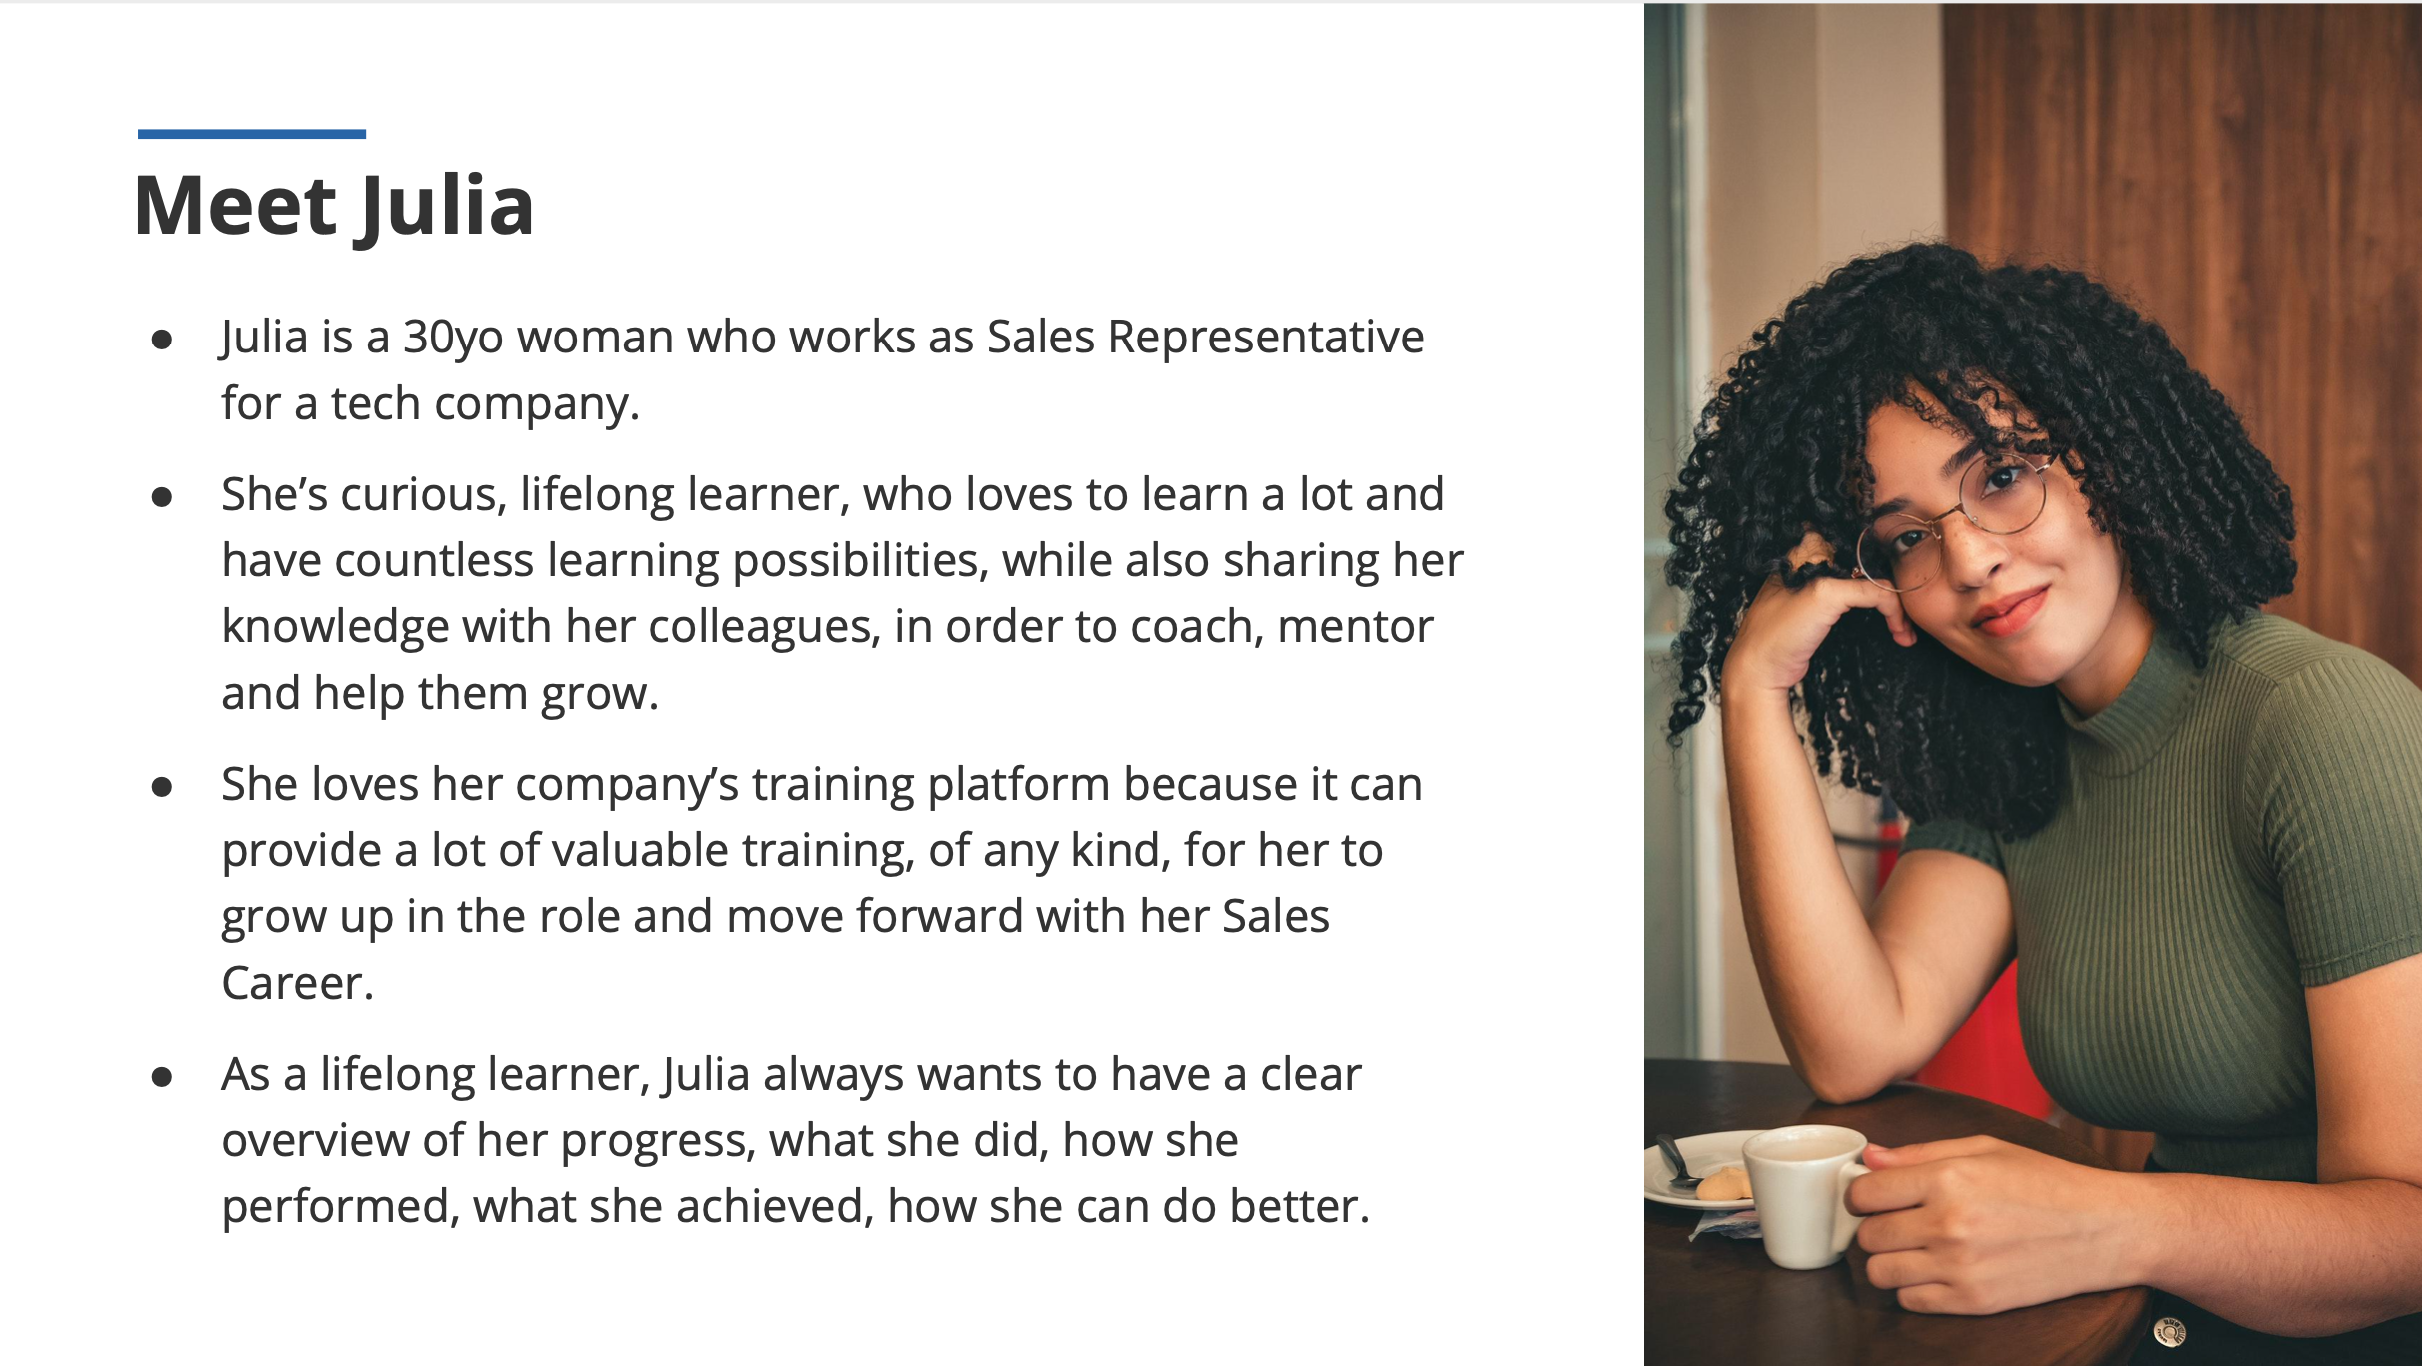 Meet Julia
● Julia is a 30yo woman who works as Sales Representative
for a tech company.
● She’s curious, lifelong learner, who loves to learn a lot and
have countless learning possibilities, while also sharing her
knowledge with her colleagues, in order to coach, mentor
and help them grow.
● She loves her company’s training platform because it can
provide a lot of valuable training, of any kind, for her to
grow up in the role and move forward with her Sales
Career.
● As a lifelong learner, Julia always wants to have a clear
overview of her progress, what she did, how she
performed, what she achieved, how she can do better.